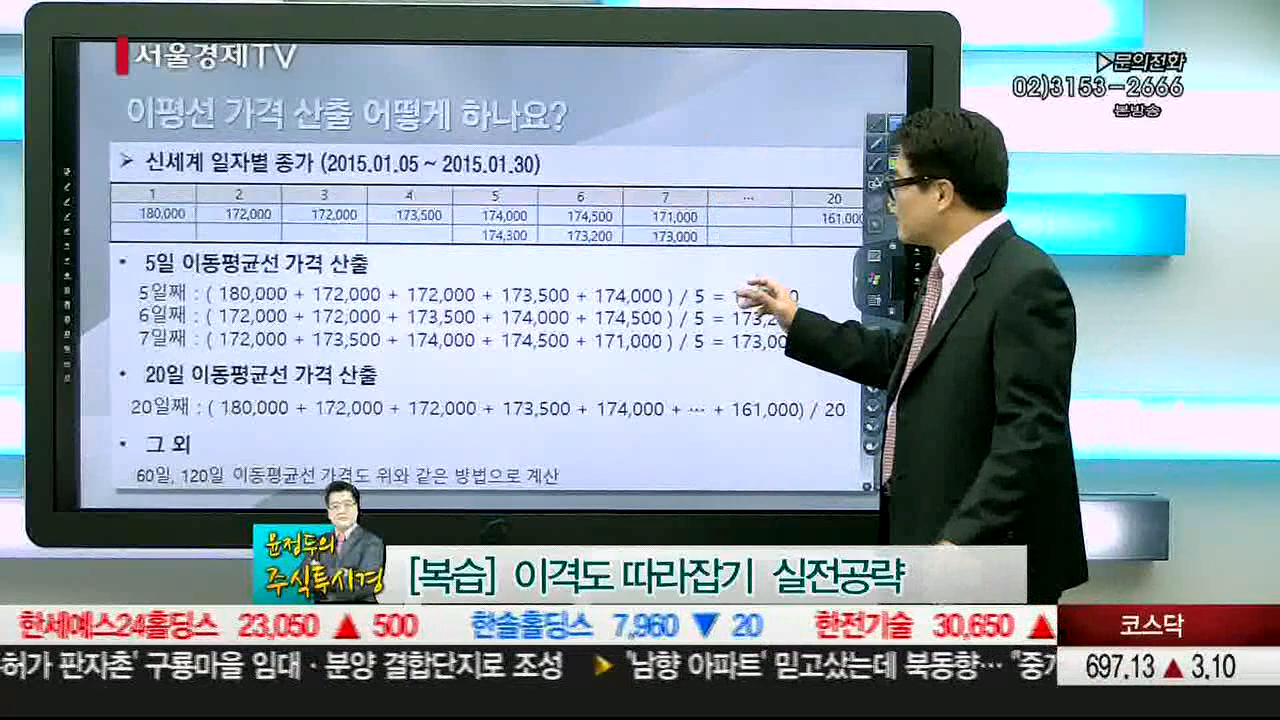 서울경제TV
▶문의전화
02)3153-2666
본방송
이평선 가격 산출 어떻게 하나요?
➢ 신세계 일자별 종가 (2015.01.05 ~ 2015.01.30)
1 2 3 4 5 6 7 … 20
180,000 172,000 172,000 173,500 174,000 174,500 171,000 161,000
174,300 173,200 173,000
• 5일 이동평균선 가격 산출
5일째 : ( 180,000 + 172,000 + 172,000 + 173,500 + 174,000 ) / 5 =
6일째 : ( 172,000 + 172,000 + 173,500 + 174,000 + 174,500 ) / 5 = 173,2
7일째 : ( 172,000 + 173,500 + 174,000 + 174,500 + 171,000 ) / 5 = 173,00
• 20일 이동평균선 가격 산출
20일째 : ( 180,000 + 172,000 + 172,000 + 173,500 + 174,000 + … + 161,000) / 20
• 그 외
60일, 120일 이동평균선 가격도 위와 같은 방법으로 계산
윤정두의
주식투시경
[복습] 이격도 따라잡기 실전공략
한세예스24홀딩스 23,050 ▲ 500 한솔홀딩스 7,960 ▼ 20 한전기술 30,650 ▲
코스닥
허가 판자촌' 구룡마을 임대·분양 결합단지로 조성 ▶ '남향 아파트' 믿고샀는데 북동향… "중
697.13 ▲ 3.10